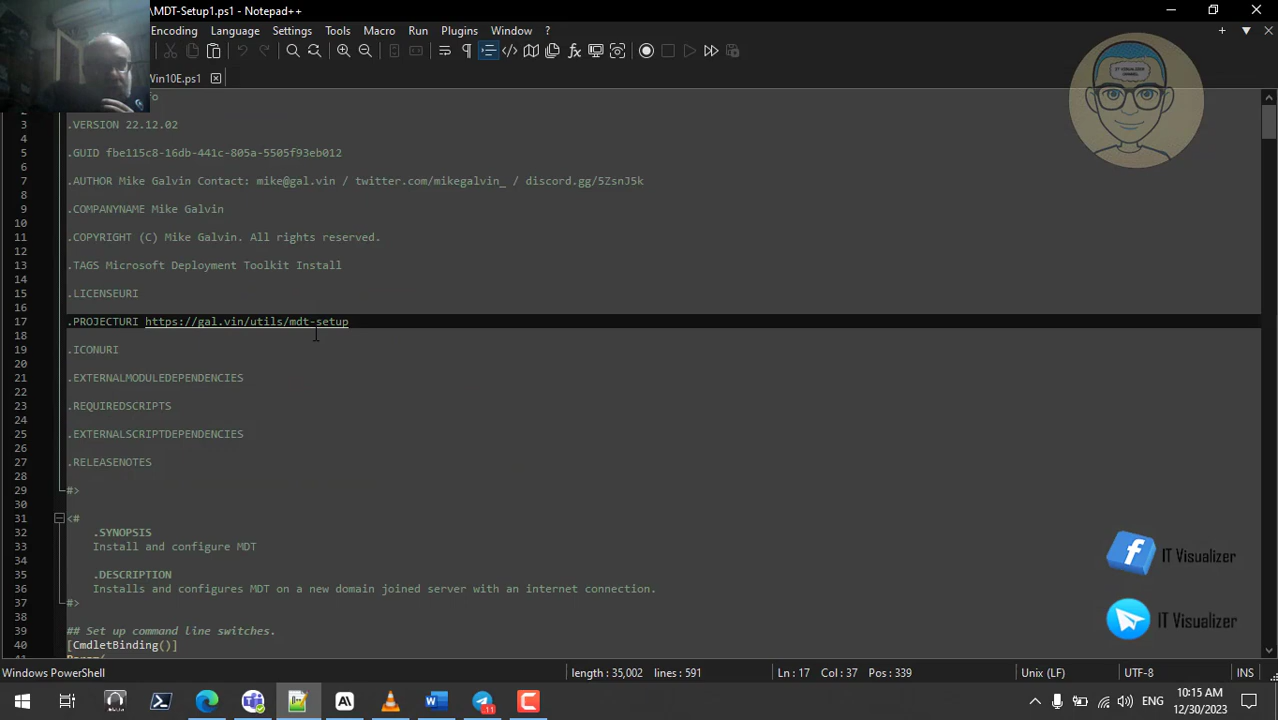 \MDT-Setup1.ps1 - Notepad++
Encoding Language Settings Tools Macro Run Plugins Window ?
Win10E.ps1
IT VISUALIZER
CHANNEL
3 .VERSION 22.12.02
4
5 .GUID fbe115c8-16db-441c-805a-5505f93eb012
6
7 .AUTHOR Mike Galvin Contact: mike@gal.vin / twitter.com/mikegalvin_ / discord.gg/5ZsnJ5k
8
9 .COMPANYNAME Mike Galvin
10
11 .COPYRIGHT (C) Mike Galvin. All rights reserved.
12
13 .TAGS Microsoft Deployment Toolkit Install
14
15 .LICENSEURI
16
17 .PROJECTURI https://gal.vin/utils/mdt-setup
18
19 .ICONURI
20
21 .EXTERNALMODULEDEPENDENCIES
22
23 .REQUIREDSCRIPTS
24
25 .EXTERNALSCRIPTDEPENDENCIES
26
27 .RELEASENOTES
28
29 #>
30
31 <#
32 .SYNOPSIS
33 Install and configure MDT
34
35 .DESCRIPTION
36 Installs and configures MDT on a new domain joined server with an internet connection.
37 #>
38
39 ## Set up command line switches.
40 [CmdletBinding()]
IT Visualizer
IT Visualizer
Windows PowerShell length : 35,002 lines : 591 Ln : 17 Col : 37 Pos : 339 Unix (LF) UTF-8 INS
ENG
10:15 AM
12/30/2023